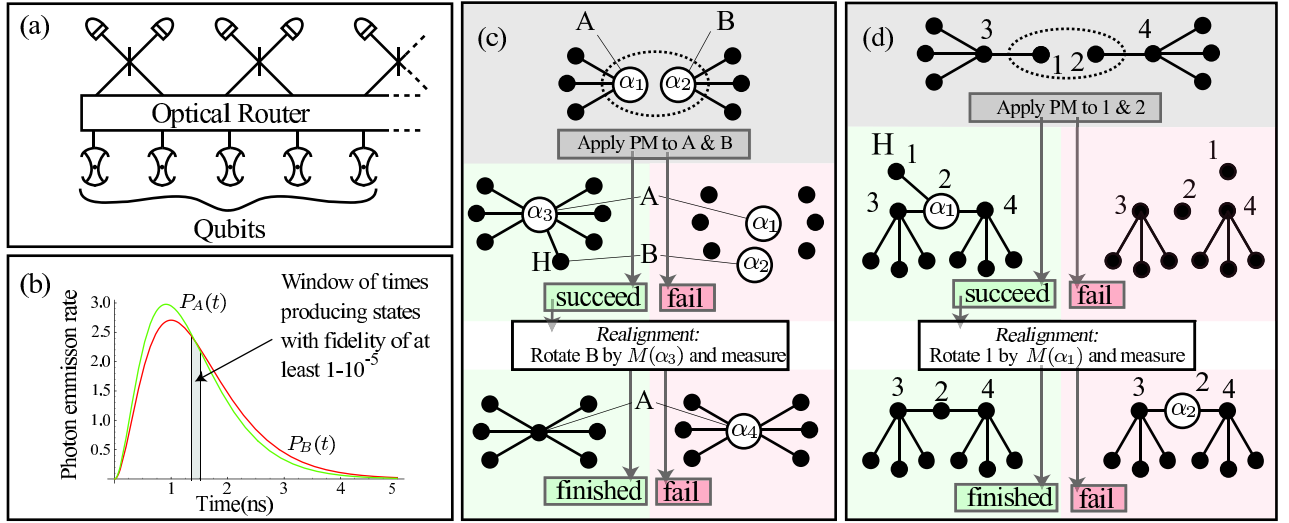 (a)
Optical Router
Qubits
(b)
Photon emmission rate
3.0
2.5
2.0
1.5
1.0
0.5
P_A(t)
P_B(t)
Window of times
producing states
with fidelity of at
least 1-10^-5
1
2
3
4
5
Time(ns)
(c)
A
B
α₁
α₂
Apply PM to A & B
α₃
A
α₁
H
B
α₂
succeed
fail
Realignment:
Rotate B by M(α₃) and measure
A
α₄
finished
fail
(d)
3
4
1 2
Apply PM to 1 & 2
H
1
2
3
α₁
4
1
3
2
4
succeed
fail
Realignment:
Rotate 1 by M(α₁) and measure
3
2
4
3
2
4
α₂
finished
fail